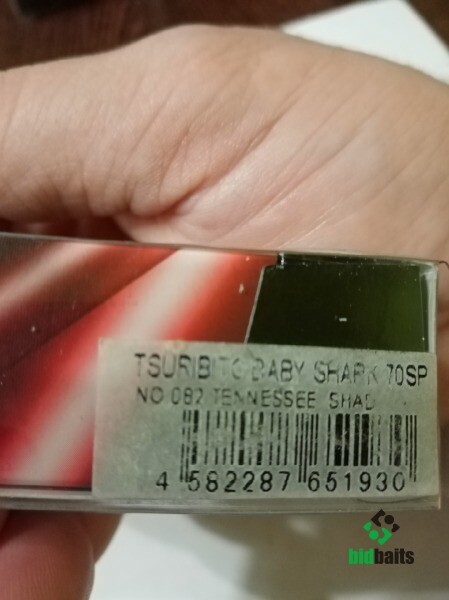 TSURIBITO BABY SHARK 70SP
NO 082 TENNESSEE SHAD
4 582287 651930
bidbaits